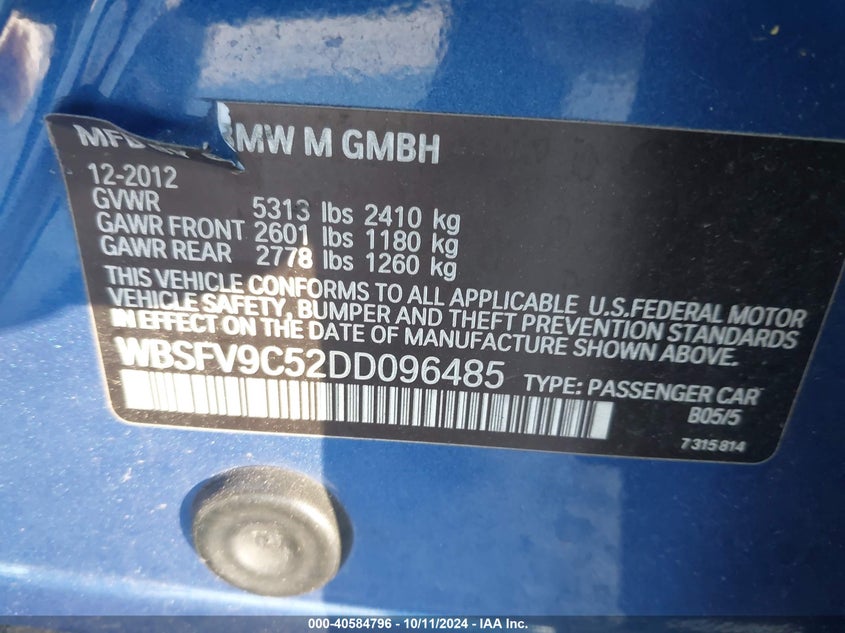 MFD BMW M GMBH
12-2012
GVWR 5313 lbs 2410 kg
GAWR FRONT 2601 lbs 1180 kg
GAWR REAR 2778 lbs 1260 kg
THIS VEHICLE CONFORMS TO ALL APPLICABLE U.S.FEDERAL MOTOR
VEHICLE SAFETY, BUMPER AND THEFT PREVENTION STANDARDS
IN EFFECT ON THE DATE OF MANUFACTURE SHOWN ABOVE.
WBSFV9C52DD096485 TYPE: PASSENGER CAR
B05/5
7315814
000-40584796 - 10/11/2024 - IAA Inc.